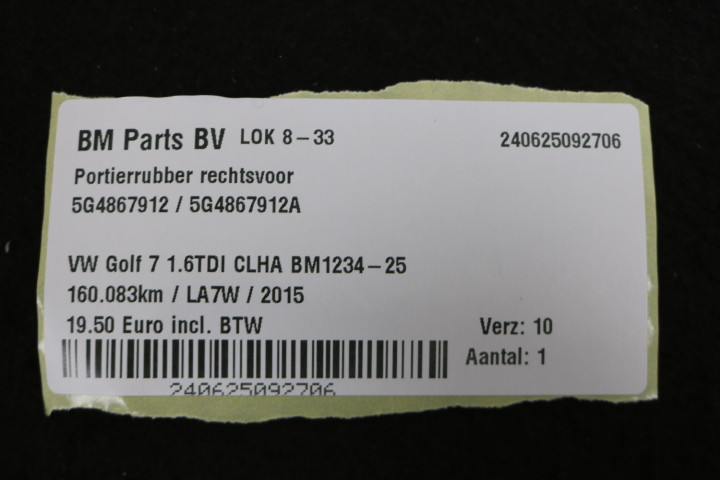 BM Parts BV LOK 8-33 240625092706
Portierrubber rechtsvoor
5G4867912 / 5G4867912A
VW Golf 7 1.6TDI CLHA BM1234-25
160.083km / LA7W / 2015
19.50 Euro incl. BTW Verz: 10
Aantal: 1
240625092706